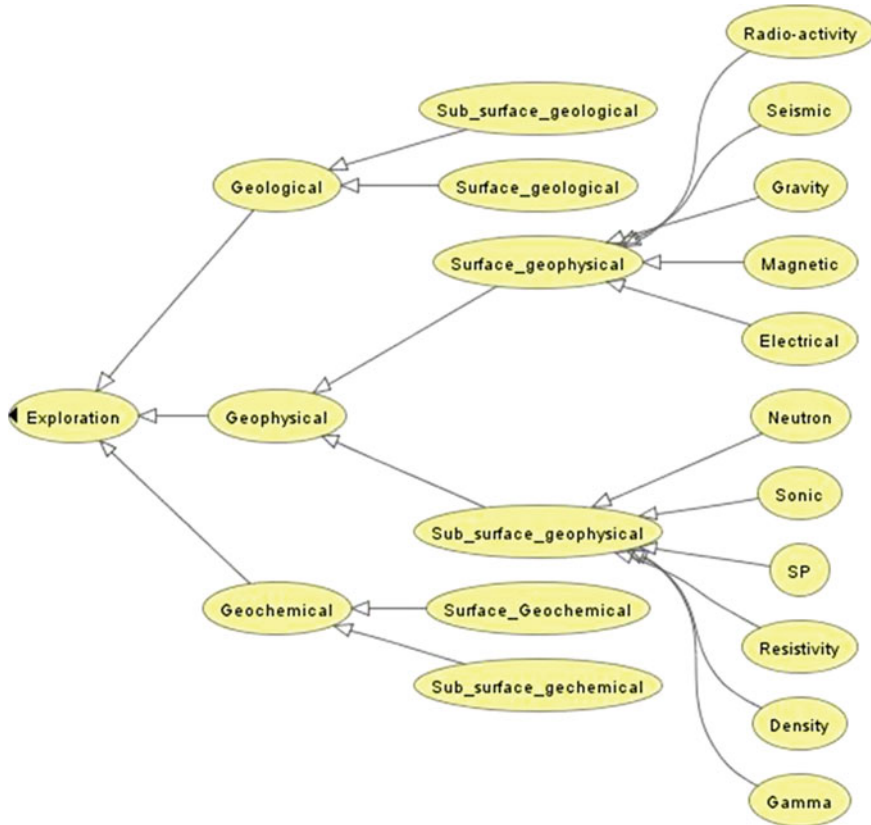 Radio-activity
Sub_surface_geological
Seismic
Geological
Surface_geological
Gravity
Surface_geophysical
Magnetic
Electrical
Exploration
Geophysical
Neutron
Sonic
Sub_surface_geophysical
SP
Geochemical
Surface_Geochemical
Resistivity
Sub_surface_gechemical
Density
Gamma